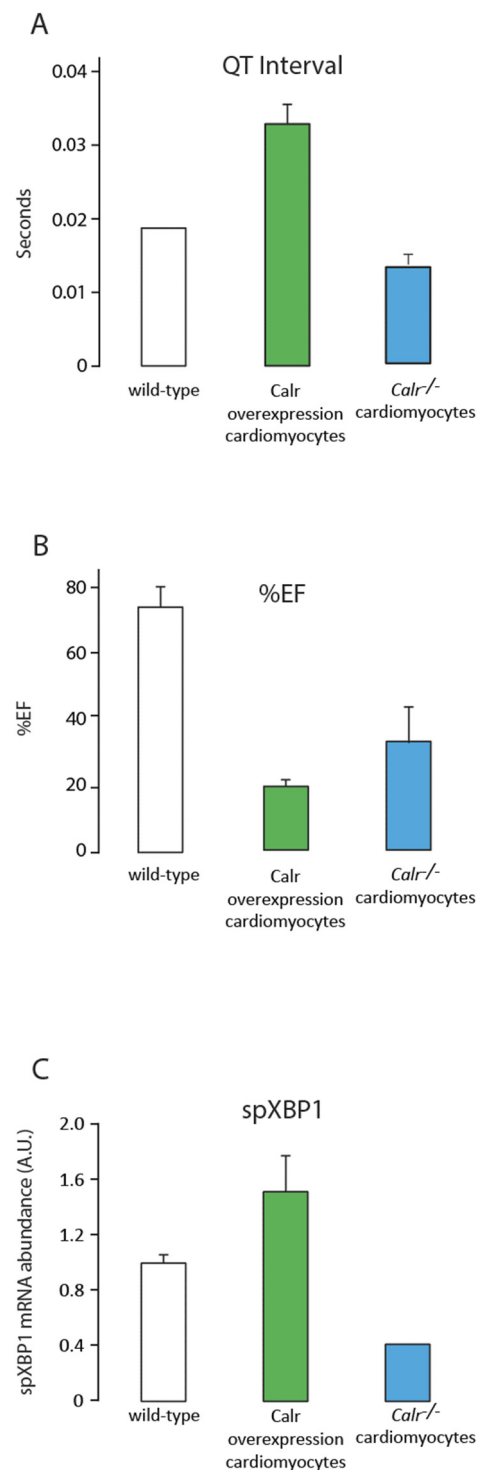 A
QT Interval
0.04
0.03
0.02
0.01
0
Seconds
wild-type
Calr
overexpression
cardiomyocytes
Calr-/-
cardiomyocytes
B
%EF
80
60
40
20
0
%EF
wild-type
Calr
overexpression
cardiomyocytes
Calr-/-
cardiomyocytes
C
spXBP1
2.0
1.6
1.2
0.8
0.4
0
spXBP1 mRNA abundance (A.U.)
wild-type
Calr
overexpression
cardiomyocytes
Calr-/-
cardiomyocytes